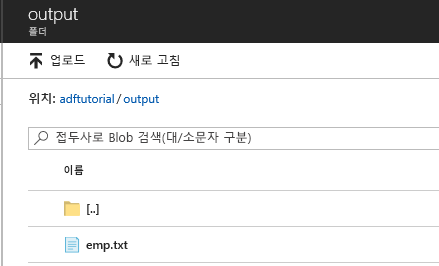 output
폴더
업로드 새로 고침
위치: adftutorial / output
접두사로 Blob 검색(대/소문자 구분)
이름
[..]
emp.txt